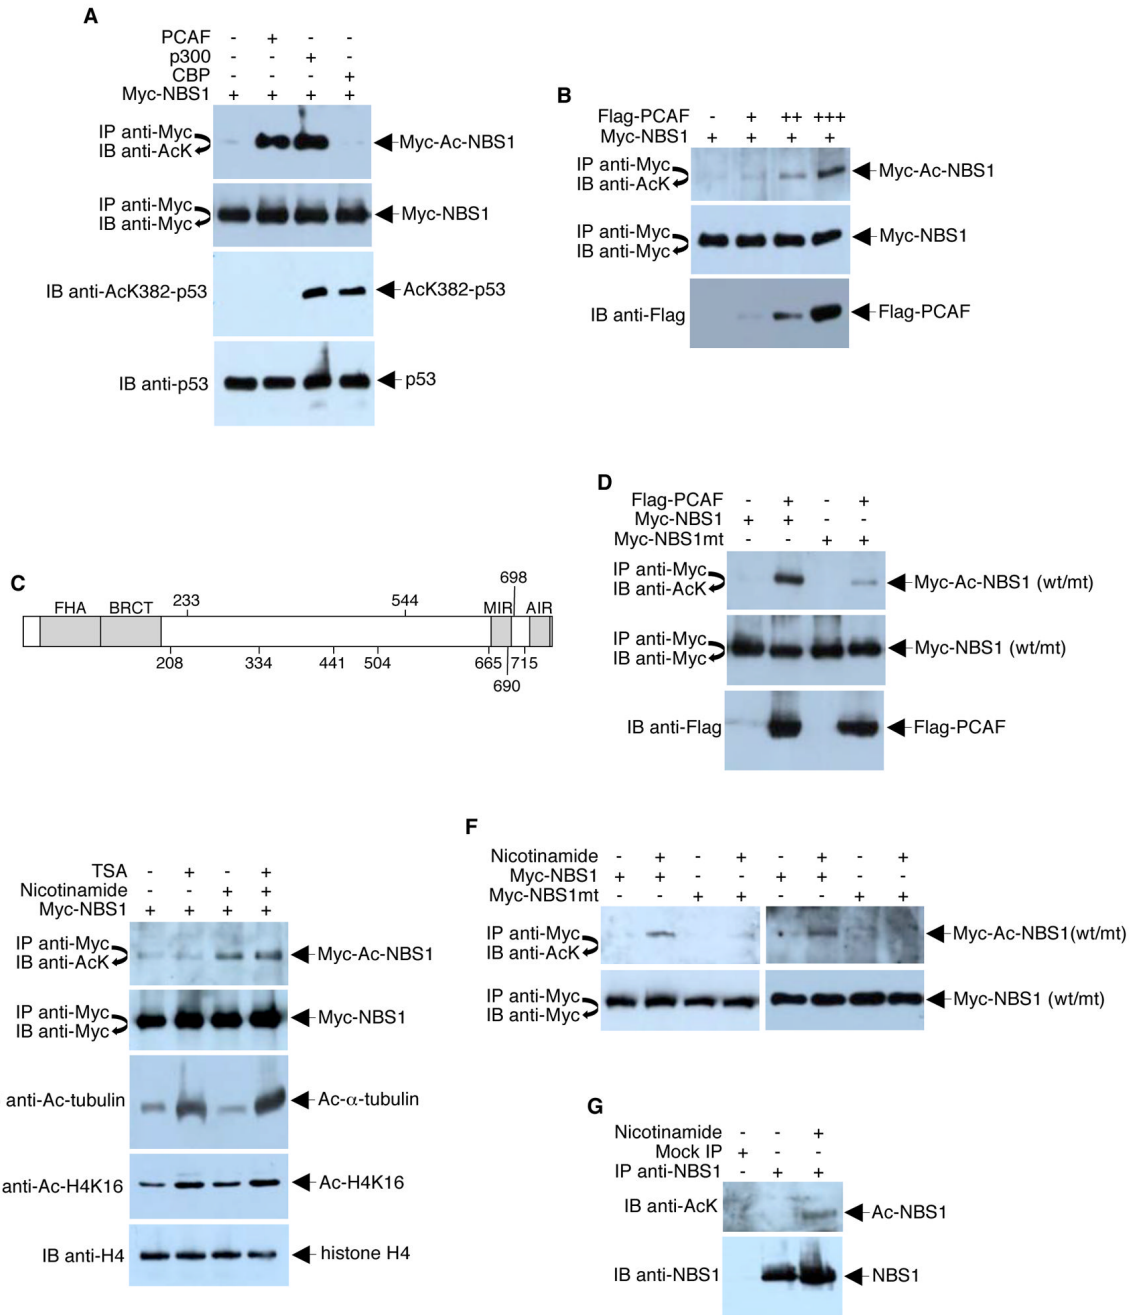 A
PCAF - + - -
p300 - - + -
CBP - - - +
Myc-NBS1 + + + +
IP anti-Myc
IB anti-AcK
Myc-Ac-NBS1
IP anti-Myc
IB anti-Myc
Myc-NBS1
IB anti-AcK382-p53
AcK382-p53
IB anti-p53
p53
B
Flag-PCAF - + ++ +++
Myc-NBS1 + + + +
IP anti-Myc
IB anti-AcK
Myc-Ac-NBS1
IP anti-Myc
IB anti-Myc
Myc-NBS1
IB anti-Flag
Flag-PCAF
C
698
FHA BRCT 233 544 MIR AIR
208 334 441 504 665 715
690
D
Flag-PCAF - + - +
Myc-NBS1 + + - -
Myc-NBS1mt - - + +
IP anti-Myc
IB anti-AcK
Myc-Ac-NBS1 (wt/mt)
IP anti-Myc
IB anti-Myc
Myc-NBS1 (wt/mt)
IB anti-Flag
Flag-PCAF
TSA - + - +
Nicotinamide - - + +
Myc-NBS1 + + + +
IP anti-Myc
IB anti-AcK
Myc-Ac-NBS1
IP anti-Myc
IB anti-Myc
Myc-NBS1
anti-Ac-tubulin
Ac-α-tubulin
anti-Ac-H4K16
Ac-H4K16
IB anti-H4
histone H4
F
Nicotinamide - + - + - + - +
Myc-NBS1 + + - - + + - -
Myc-NBS1mt - - + + - - + +
IP anti-Myc
IB anti-AcK
Myc-Ac-NBS1(wt/mt)
IP anti-Myc
IB anti-Myc
Myc-NBS1 (wt/mt)
G
Nicotinamide - - +
Mock IP + - -
IP anti-NBS1 - + +
IB anti-AcK
Ac-NBS1
IB anti-NBS1
NBS1